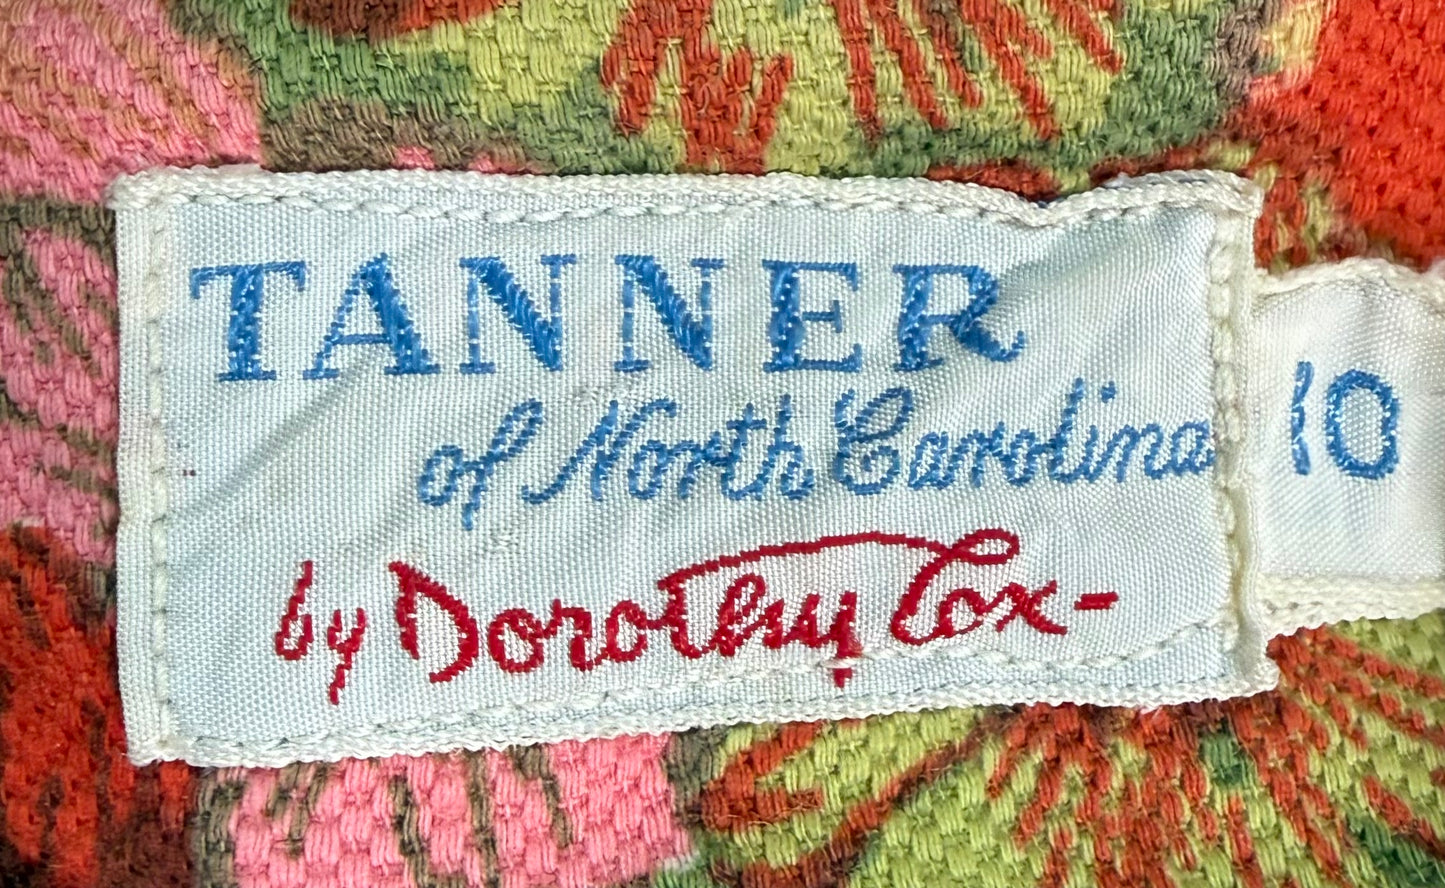 TANNER
of North Carolina
by Dorothy Cox-
10